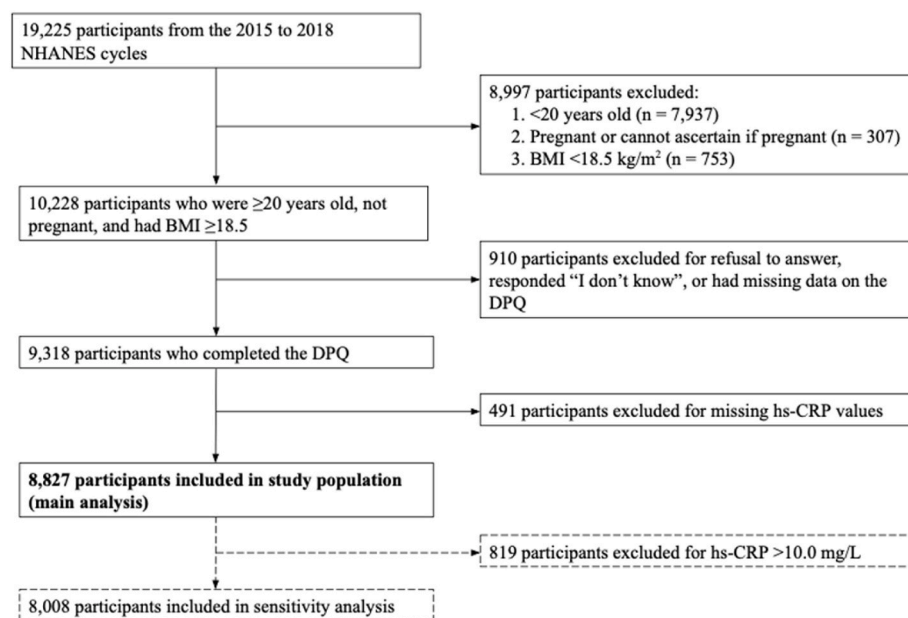 19,225 participants from the 2015 to 2018
NHANES cycles
8,997 participants excluded:
1. <20 years old (n = 7,937)
2. Pregnant or cannot ascertain if pregnant (n = 307)
3. BMI <18.5 kg/m² (n = 753)
10,228 participants who were ≥20 years old, not
pregnant, and had BMI ≥18.5
910 participants excluded for refusal to answer,
responded “I don’t know”, or had missing data on the
DPQ
9,318 participants who completed the DPQ
491 participants excluded for missing hs-CRP values
8,827 participants included in study population
(main analysis)
819 participants excluded for hs-CRP >10.0 mg/L
8,008 participants included in sensitivity analysis